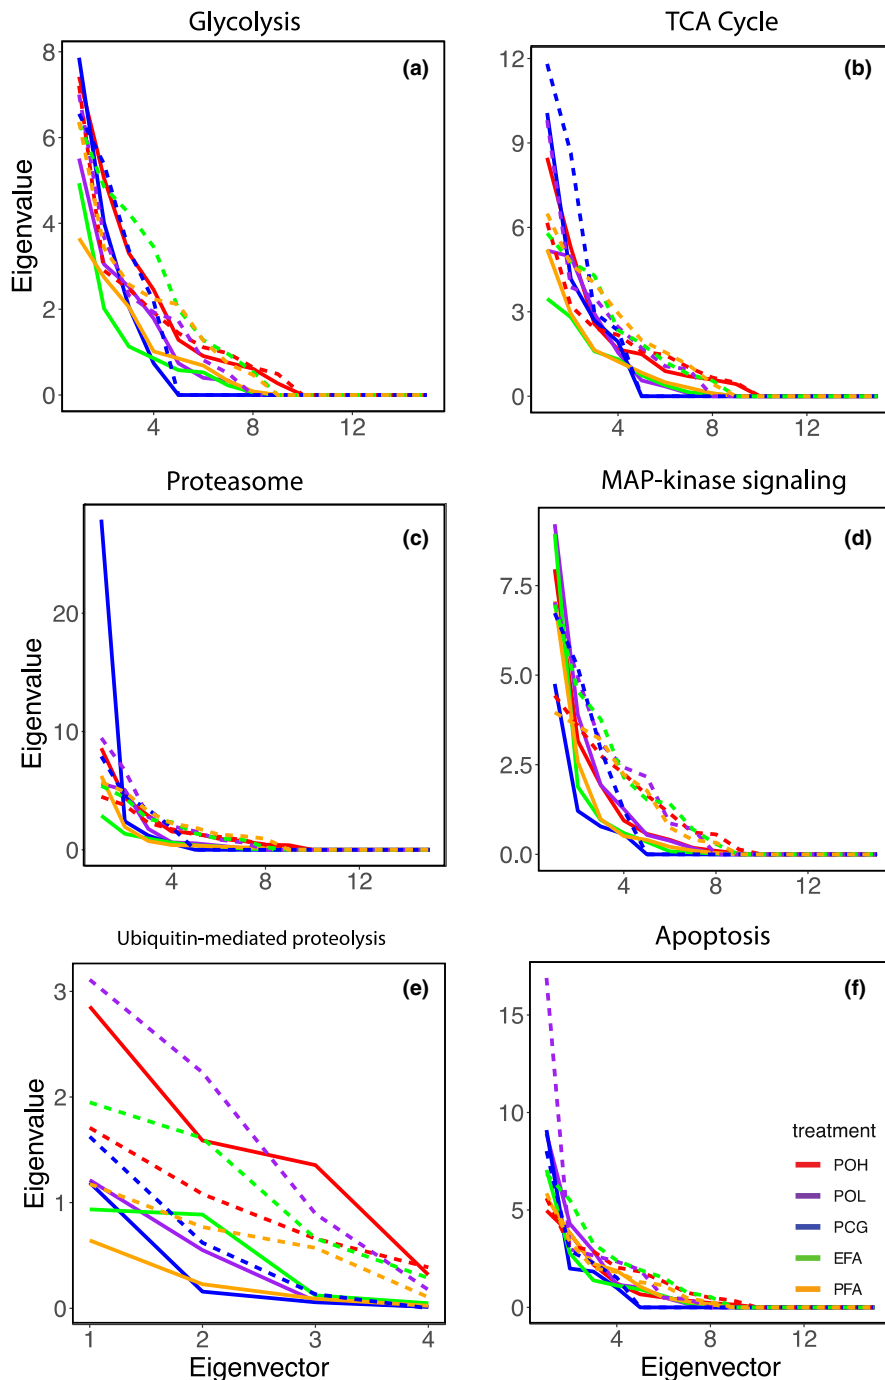 Glycolysis
(a)
Eigenvalue
8
6
4
2
0
4 8 12
TCA Cycle
(b)
12
9
6
3
0
4 8 12
Proteasome
(c)
Eigenvalue
20
10
0
4 8 12
MAP-kinase signaling
(d)
7.5
5.0
2.5
0.0
4 8 12
Ubiquitin-mediated proteolysis
(e)
Eigenvalue
3
2
1
0
1 2 3 4
Eigenvector
Apoptosis
(f)
15
10
5
0
4 8 12
Eigenvector
treatment
POH
POL
PCG
EFA
PFA